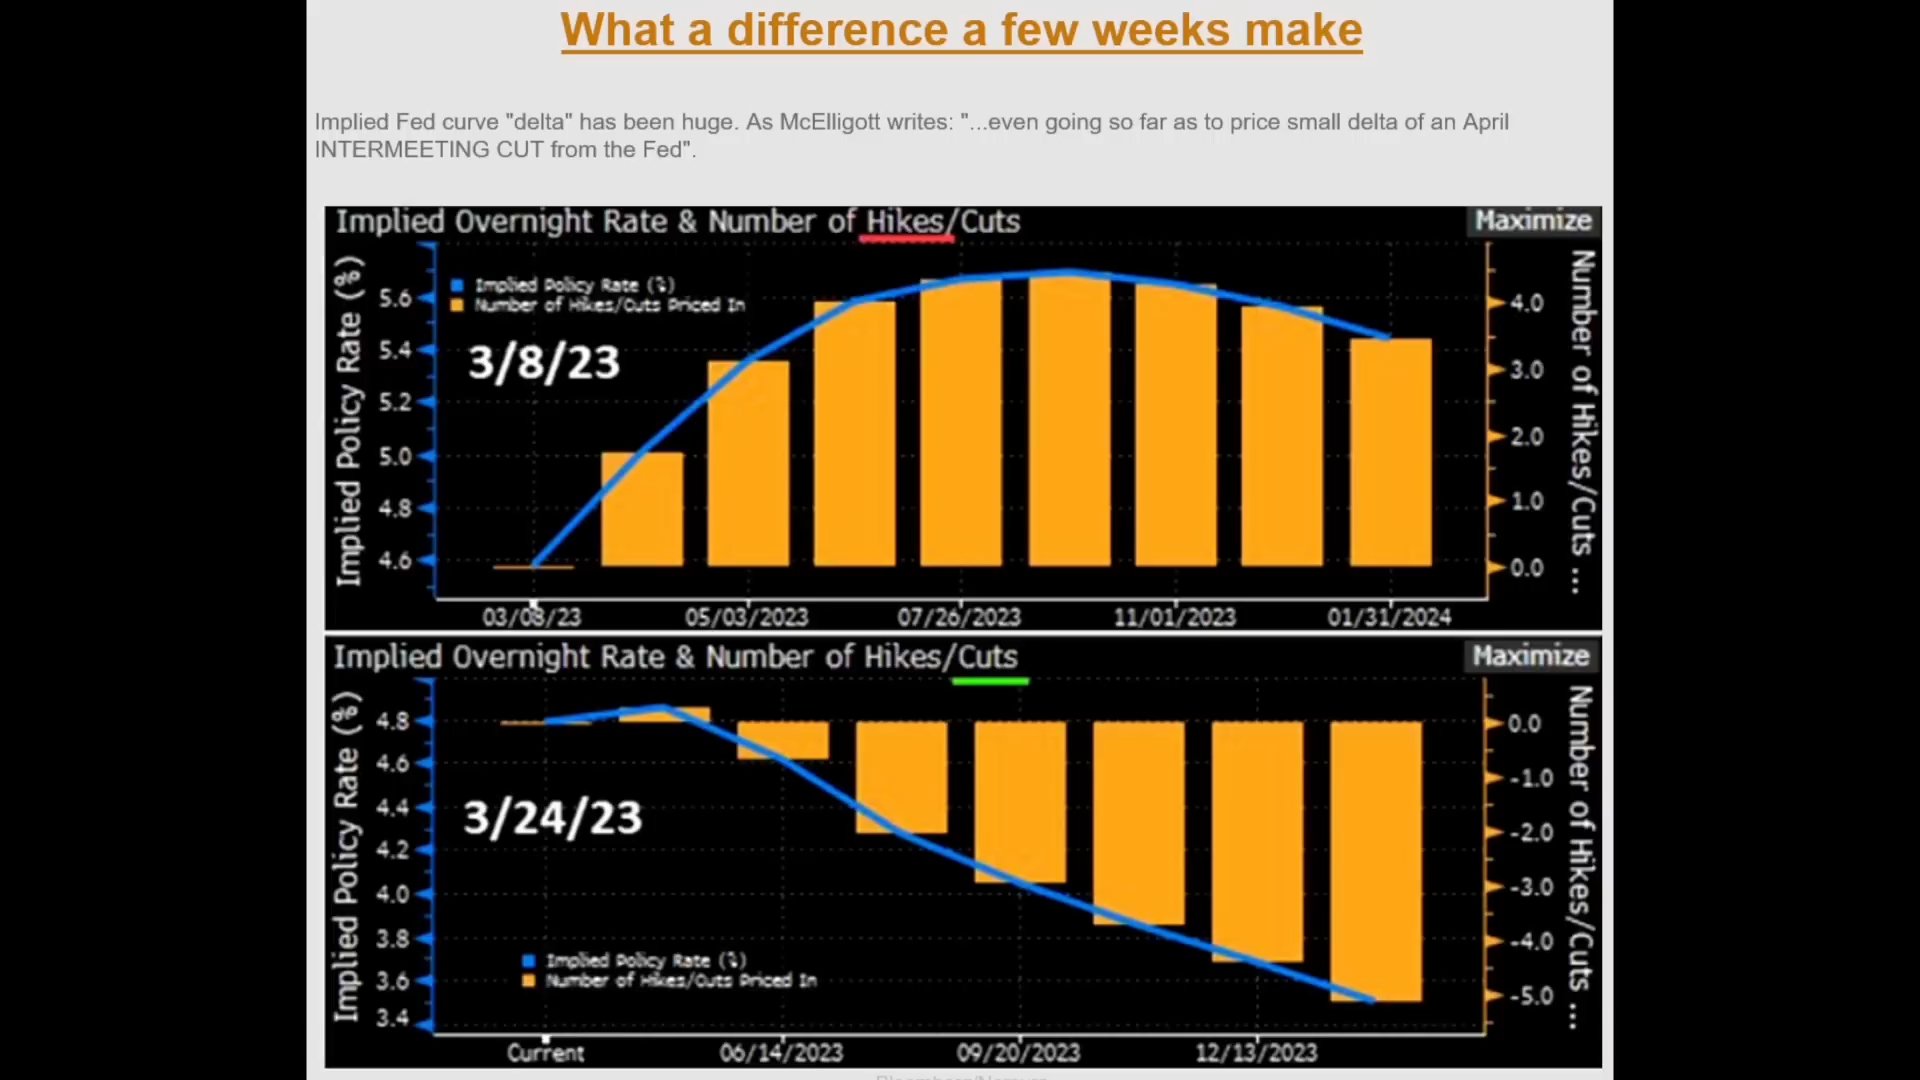 What a difference a few weeks make
Implied Fed curve "delta" has been huge. As McElligott writes: "...even going so far as to price small delta of an April
INTERMEETING CUT from the Fed".
Implied Overnight Rate & Number of Hikes/Cuts
Maximize
Implied Policy Rate (%)
Number of Hikes/Cuts ...
Implied Policy Rate (%)
Number of Hikes/Cuts Priced In
3/8/23
5.6
5.4
5.2
5.0
4.8
4.6
4.0
3.0
2.0
1.0
0.0
03/08/23 05/03/2023 07/26/2023 11/01/2023 01/31/2024
Implied Overnight Rate & Number of Hikes/Cuts
Maximize
Implied Policy Rate (%)
Number of Hikes/Cuts ...
4.8
4.6
4.4
4.2
4.0
3.8
3.6
3.4
3/24/23
Implied Policy Rate (%)
Number of Hikes/Cuts Priced In
0.0
-1.0
-2.0
-3.0
-4.0
-5.0
Current 06/14/2023 09/20/2023 12/13/2023